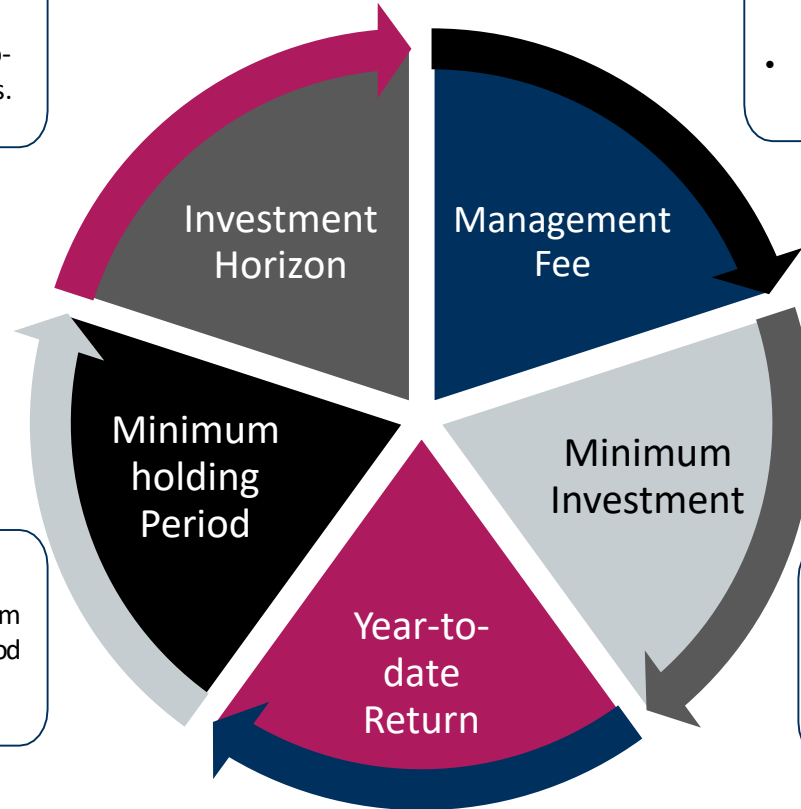 s.
•
Investment
Horizon
Management
Fee
Minimum
holding
Period
Minimum
Investment
Year-to-
date
Return